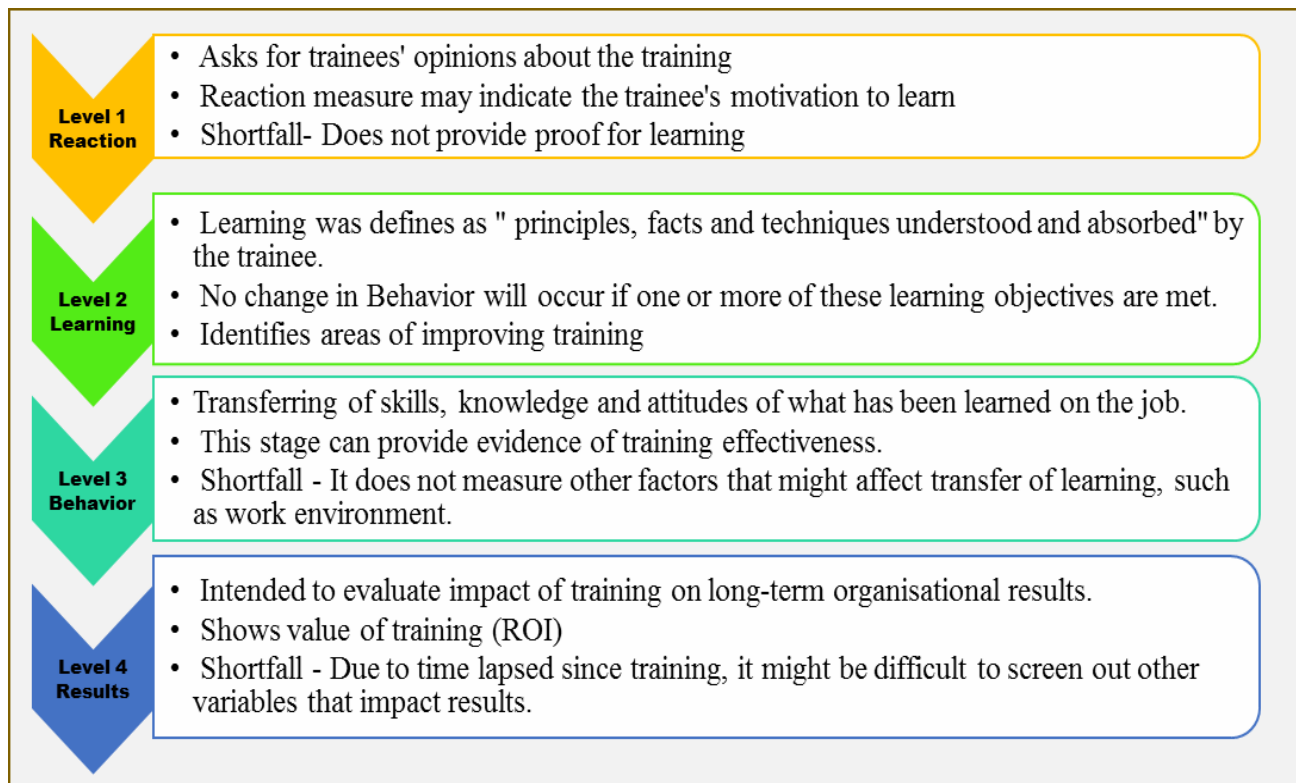 Level 1
Reaction
• Asks for trainees' opinions about the training
• Reaction measure may indicate the trainee's motivation to learn
• Shortfall- Does not provide proof for learning
Level 2
Learning
• Learning was defines as " principles, facts and techniques understood and absorbed" by
the trainee.
• No change in Behavior will occur if one or more of these learning objectives are met.
• Identifies areas of improving training
Level 3
Behavior
• Transferring of skills, knowledge and attitudes of what has been learned on the job.
• This stage can provide evidence of training effectiveness.
• Shortfall - It does not measure other factors that might affect transfer of learning, such
as work environment.
Level 4
Results
• Intended to evaluate impact of training on long-term organisational results.
• Shows value of training (ROI)
• Shortfall - Due to time lapsed since training, it might be difficult to screen out other
variables that impact results.